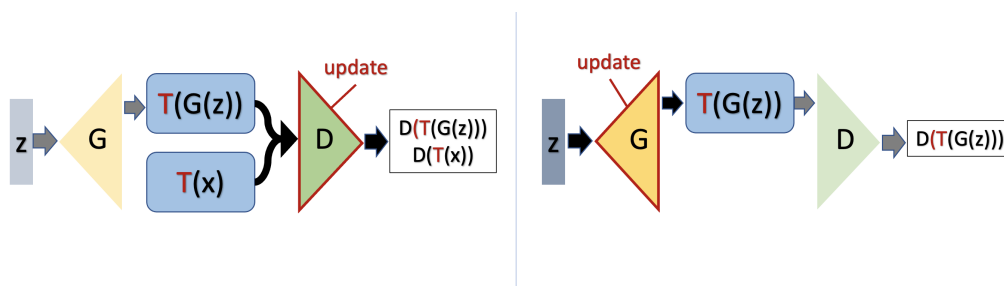 update
z
G
T(G(z))
T(x)
D
D(T(G(z)))
D(T(x))
update
z
G
T(G(z))
D
D(T(G(z)))